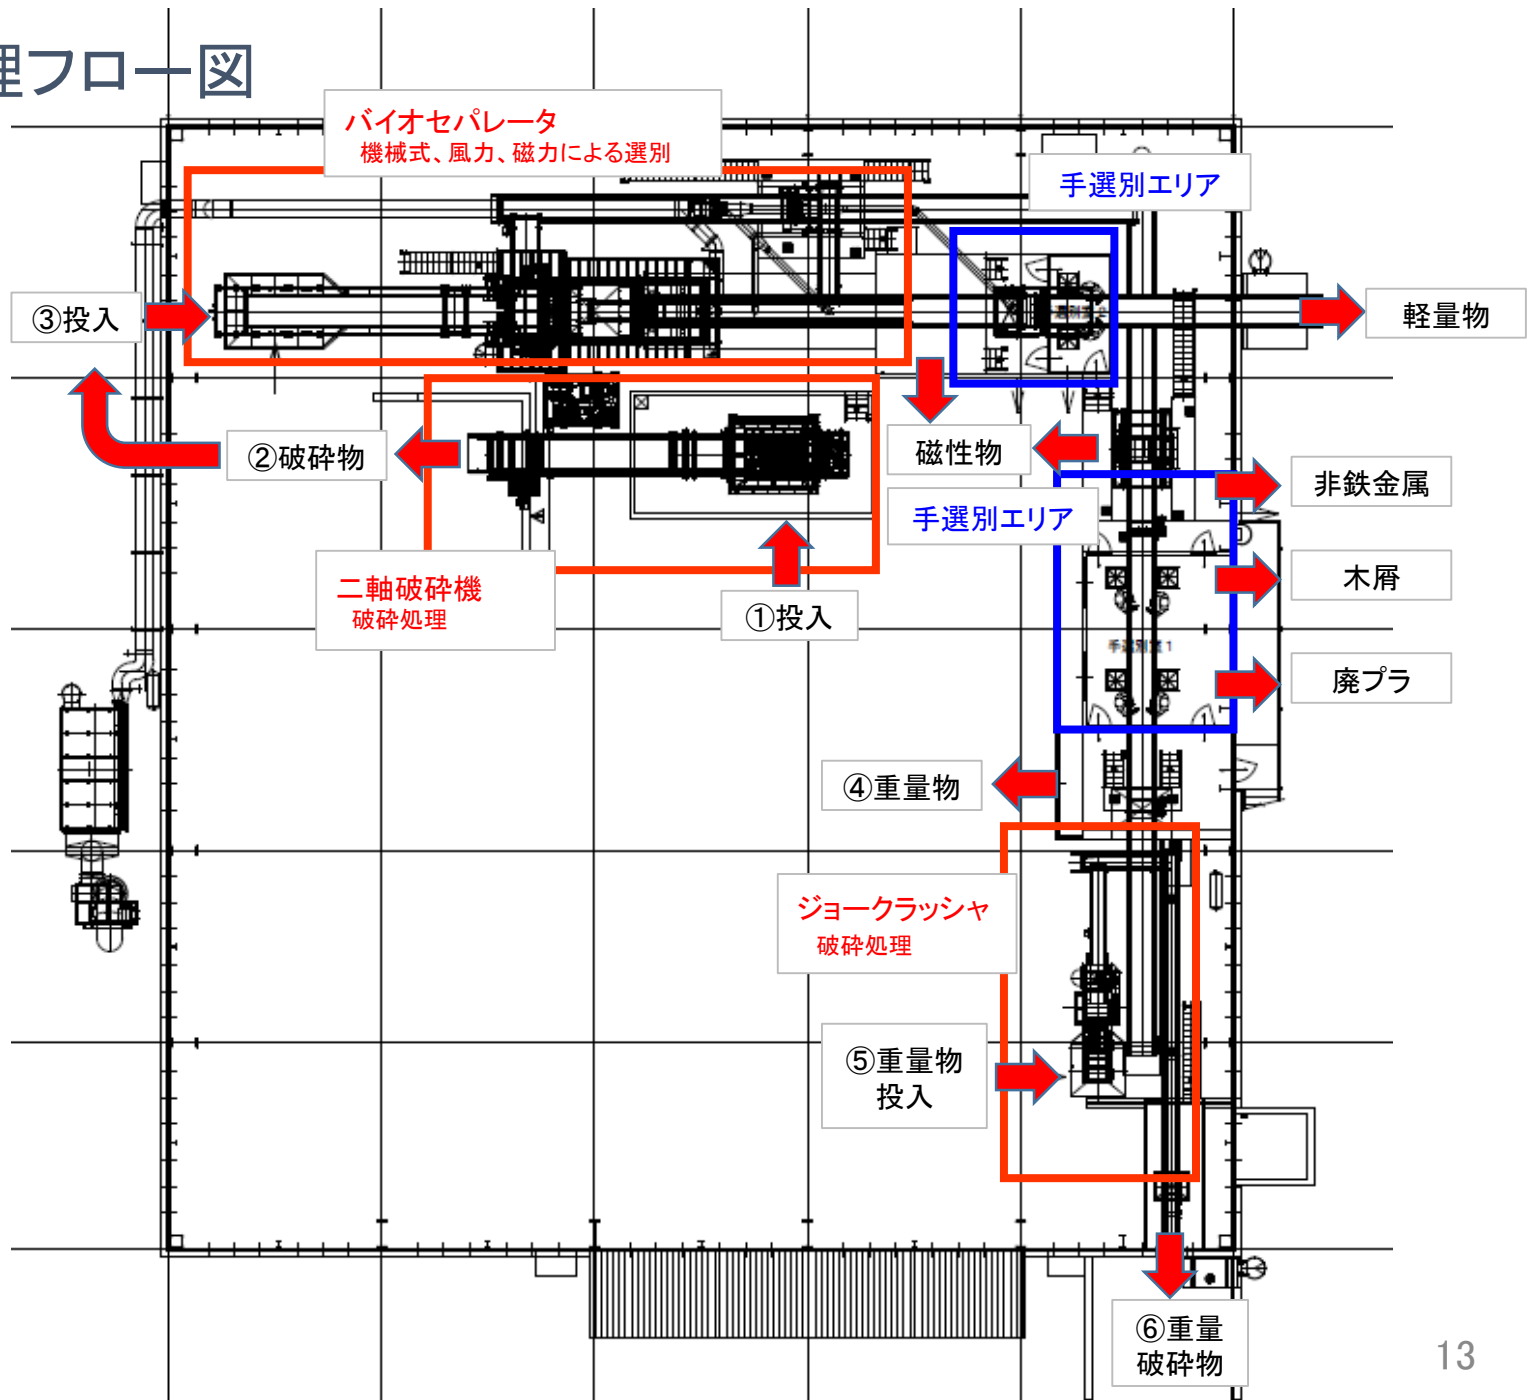 理フロー図
バイオセパレータ
機械式、風力、磁力による選別
手選別エリア
③投入
軽量物
②破砕物
磁性物
非鉄金属
手選別エリア
二軸破砕機
破砕処理
①投入
木屑
手選別室1
廃プラ
④重量物
ジョークラッシャ
破砕処理
⑤重量物
投入
⑥重量
破砕物
13